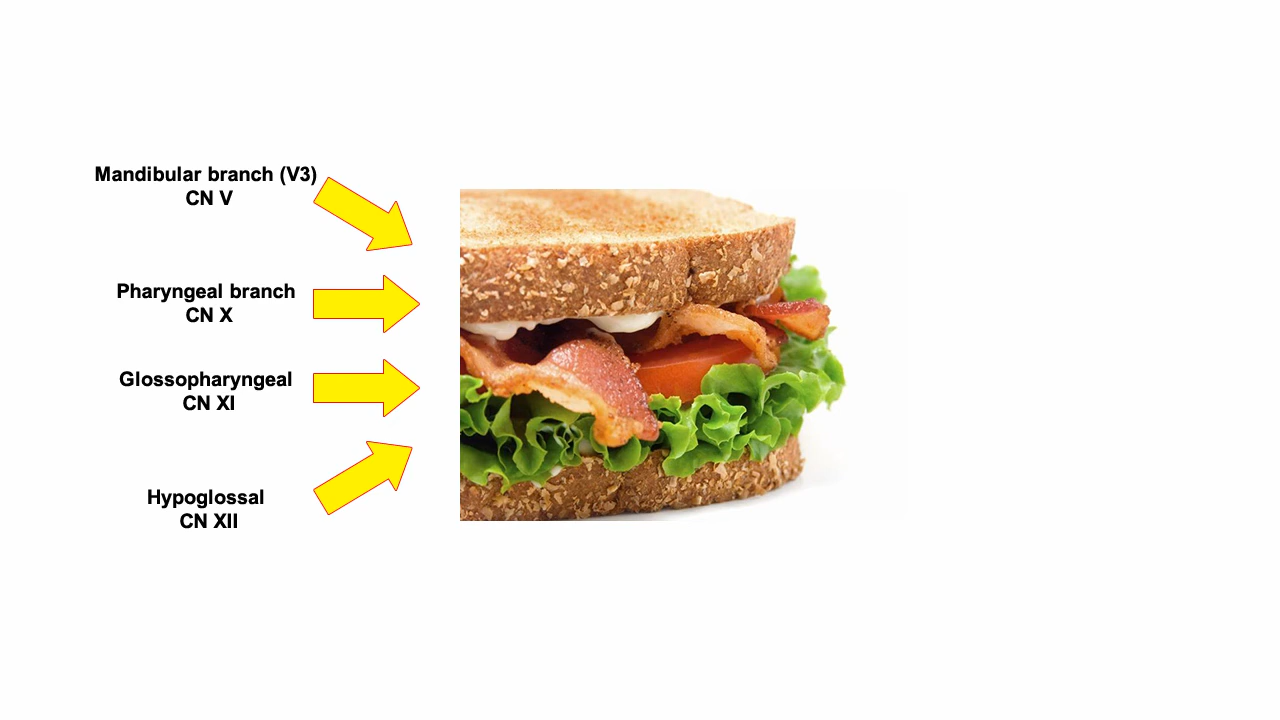 Mandibular branch (V3)
CN V
Pharyngeal branch
CN X
Glossopharyngeal
CN XI
Hypoglossal
CN XII